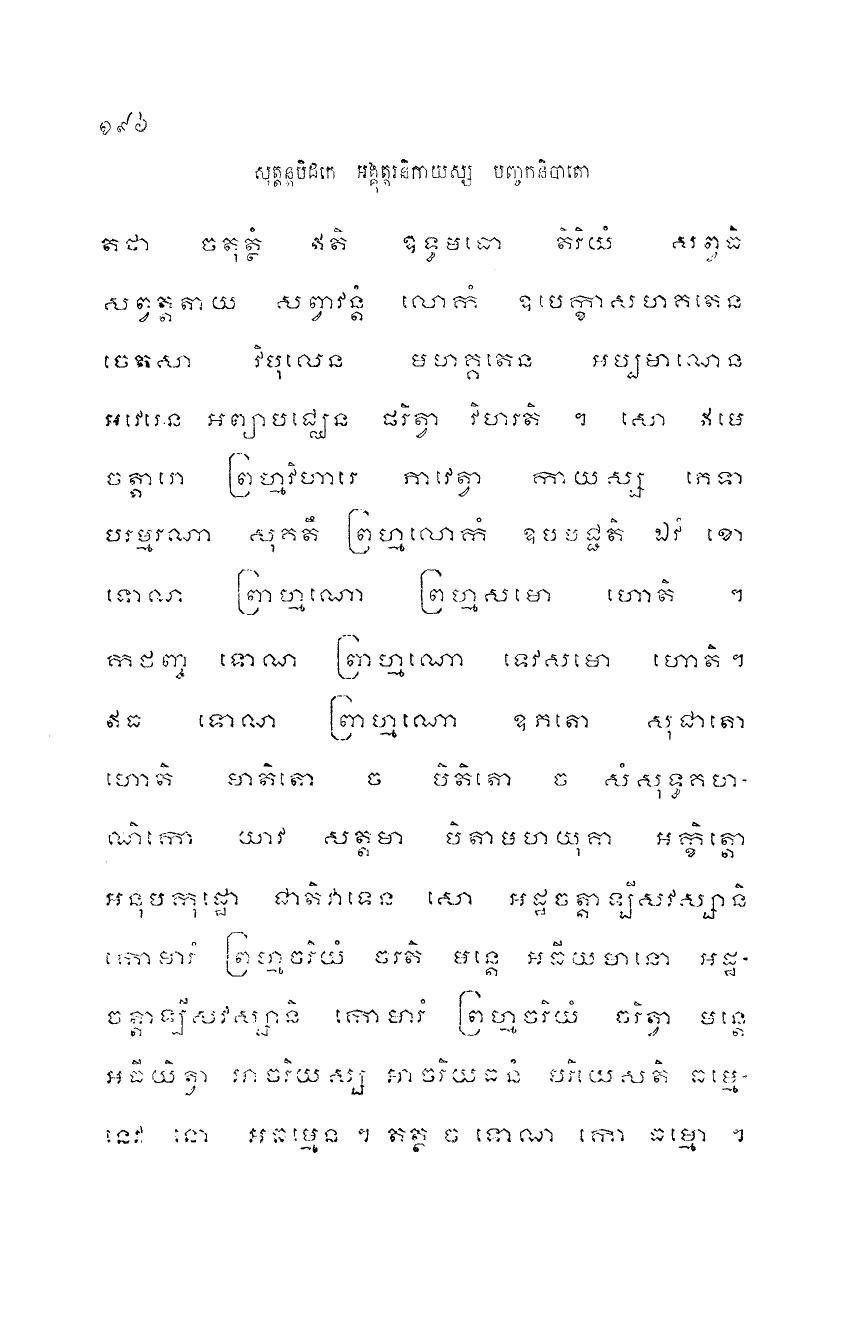 ១៩៦
សុត្តន្តបិដកេ អង្គុត្តរនិកាយស្ស បញ្ចកនិបាតោ
តថា ចតុត្ថំ ឥតិ ឧទ្ធមធោ តិរិយំ សព្វធិ
សព្វត្ថតាយ សព្វាវន្តំ លោកំ ឧបេក្ខាសហគតេន
ចេតសា វិបុលេន មហគ្គតេន អប្បមាណេន
អវេរេន អព្យាបជ្ឈេន ផរិត្វា វិហរតិ ។ សោ ឥមេ
ចត្តារោ ព្រហ្មវិហារេ ភាវេត្វា កាយស្ស ភេទា
បរម្មរណា សុគតឹ ព្រហ្មលោកំ ឧបបជ្ជតិ ឯវំ ខោ
ទោណ ព្រាហ្មណោ ព្រហ្មសមោ ហោតិ ។
កថញ្ច ទោណ ព្រាហ្មណោ ទេវសមោ ហោតិ ។
ឥធ ទោណ ព្រាហ្មណោ ឧភតោ សុជាតោ
ហោតិ មាតិតោ ច បិតិតោ ច សំសុទ្ធគហ-
ណិកោ យាវ សត្តមា បិតាមហយុគា អក្ខិត្តោ
អនុបក្កុដ្ឋោ ជាតិវាទេន សោ អដ្ឋចត្តាឡីសវស្សានិ
កោមារំ ព្រហ្មចរិយំ ចរតិ មន្តេ អធីយមានោ អដ្ឋ-
ចត្តាឡីសវស្សានិ កោមារំ ព្រហ្មចរិយំ ចរិត្វា មន្តេ
អធីយិត្វា អាចរិយស្ស អាចរិយធនំ បរិយេសតិ ធម្មេ-
នេវ នោ អធម្មេន ។ តត្ថ ច ទោណ កោ ធម្មោ ។